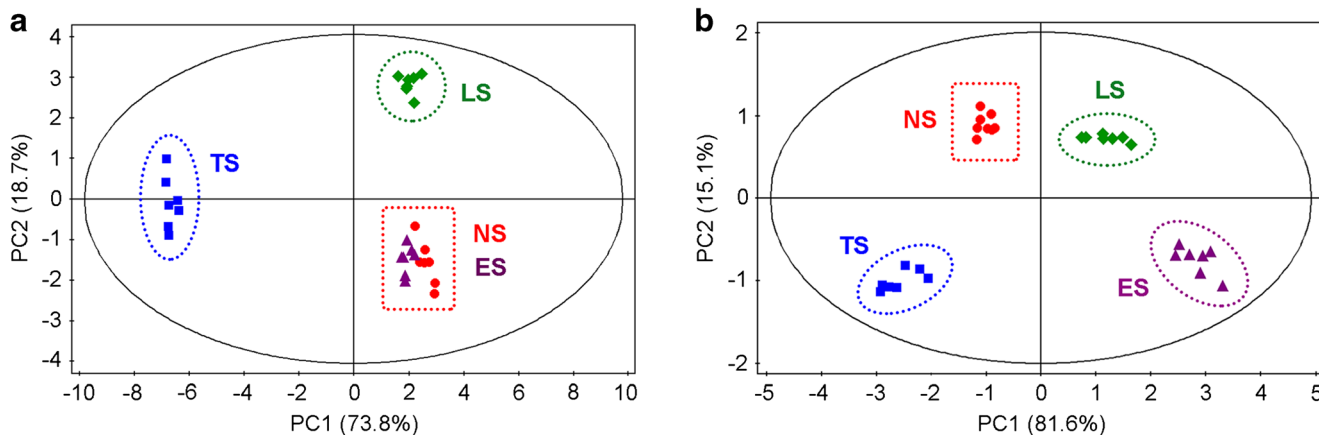 a
4
3
2
1
0
-1
-2
-3
-4
PC2 (18.7%)
-10 -8 -6 -4 -2 0 2 4 6 8 10
PC1 (73.8%)
LS
TS
NS
ES
b
2
1
0
-1
-2
PC2 (15.1%)
-5 -4 -3 -2 -1 0 1 2 3 4 5
PC1 (81.6%)
NS
LS
TS
ES